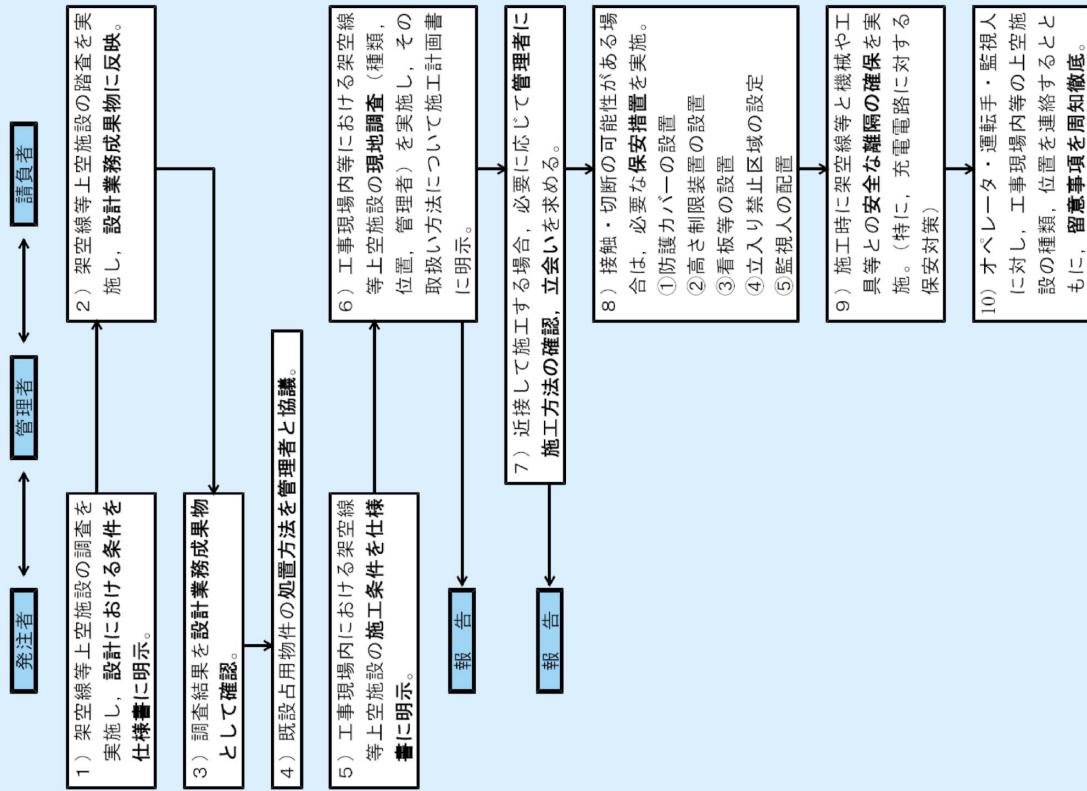 発注者
管理者
請負者
1）架空線等上空施設の調査を
実施し，設計における条件を
仕様書に明示。
2）架空線等上空施設の踏査を実
施し，設計業務成果物に反映。
3）調査結果を設計業務成果物
として確認。
4）既設占用物件の処置方法を管理者と協議。
5）工事現場内における架空線
等上空施設の施工条件を仕様
書に明示。
6）工事現場内等における架空線
等上空施設の現地調査（種類，
位置，管理者）を実施し，その
取扱い方法について施工計画書
に明示。
報 告
7）近接して施工する場合，必要に応じて管理者に
施工方法の確認，立会いを求める。
報 告
8）接触・切断の可能性がある場
合は，必要な保安措置を実施。
①防護カバーの設置
②高さ制限装置の設置
③看板等の設置
④立入り禁止区域の設定
⑤監視人の配置
9）施工時に架空線等と機械や工
具等との安全な離隔の確保を実
施。（特に，充電電路に対する
保安対策）
10）オペレータ・運転手・監視人
に対し，工事現場内等の上空施
設の種類，位置を連絡するとと
もに，留意事項を周知徹底。